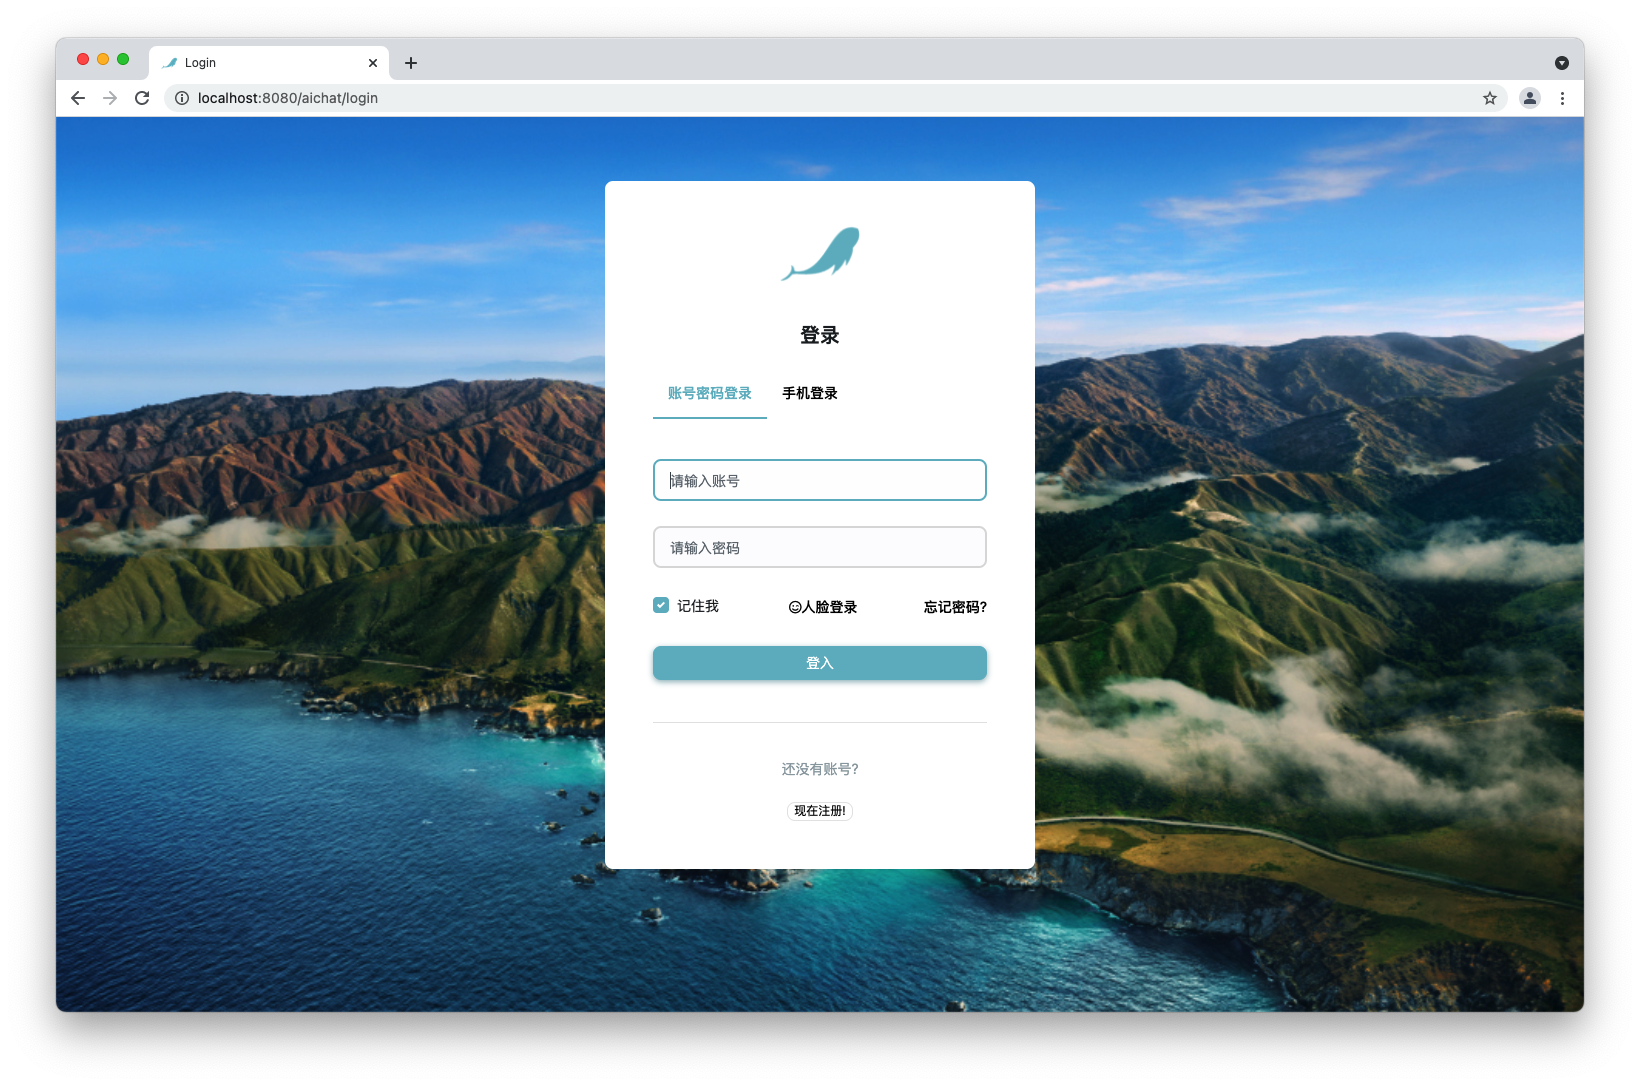 Login
localhost:8080/aichat/login
登录
账号密码登录 手机登录
请输入账号
请输入密码
记住我 人脸登录 忘记密码?
登入
还没有账号?
现在注册!